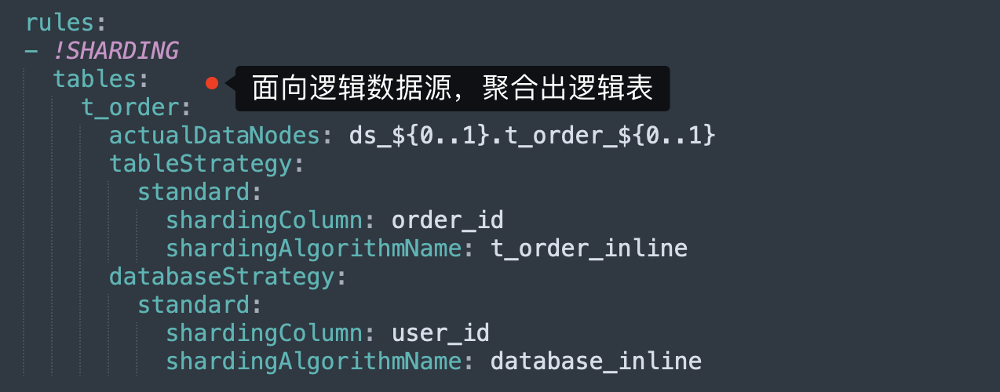 rules:
- !SHARDING
tables:
面向逻辑数据源，聚合出逻辑表
t_order:
actualDataNodes: ds_${0..1}.t_order_${0..1}
tableStrategy:
standard:
shardingColumn: order_id
shardingAlgorithmName: t_order_inline
databaseStrategy:
standard:
shardingColumn: user_id
shardingAlgorithmName: database_inline